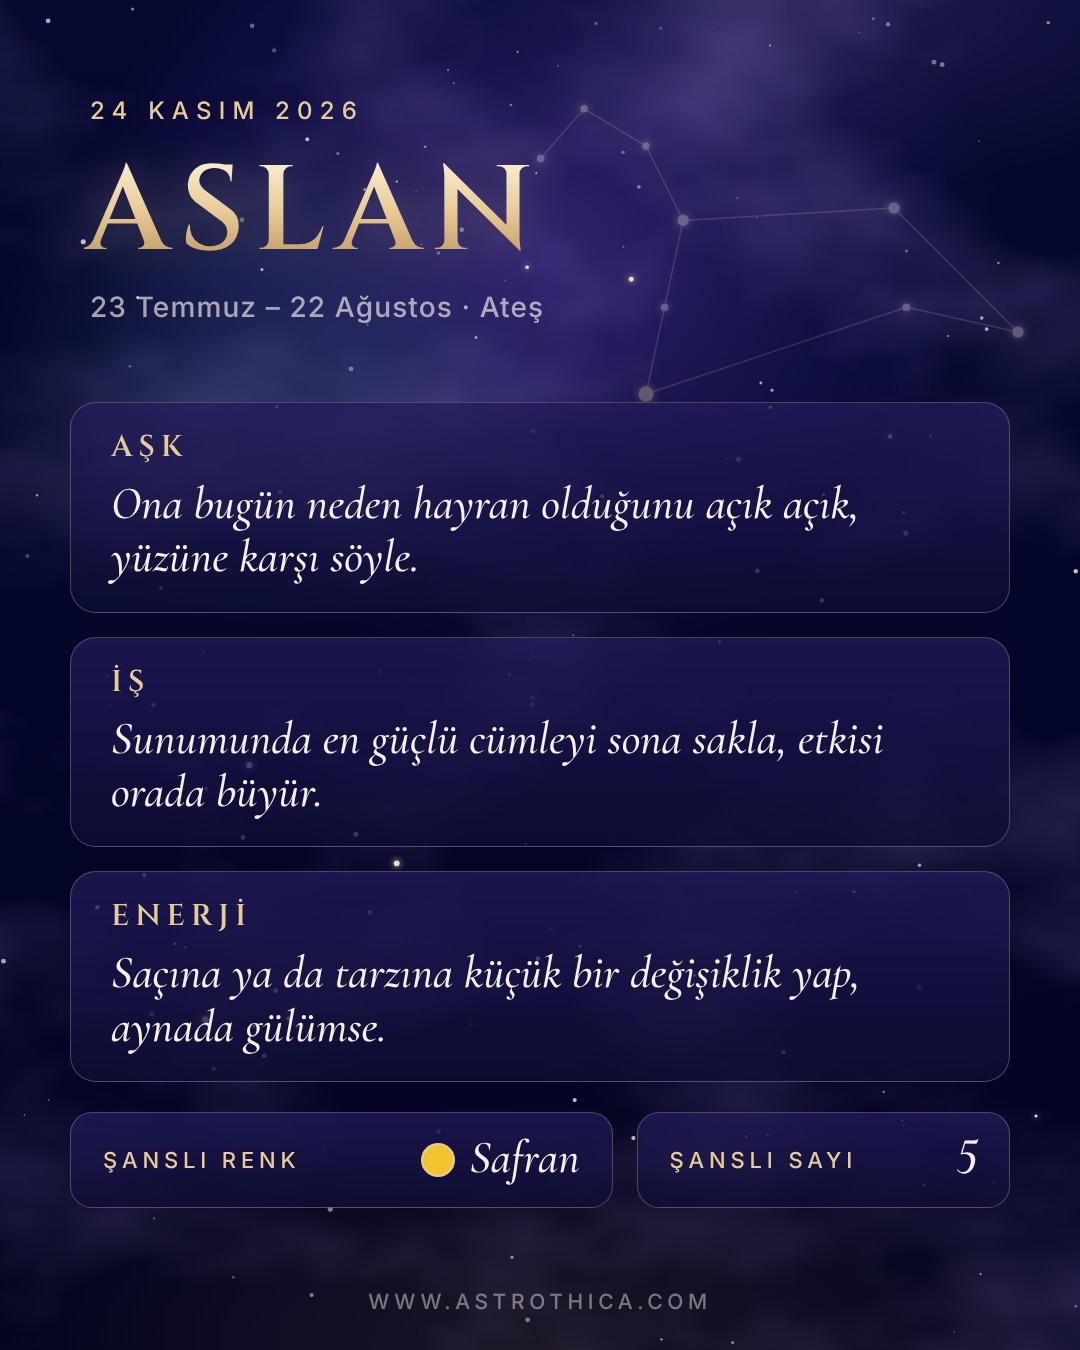 24 KASIM 2026
ASLAN
23 Temmuz – 22 Ağustos · Ateş
AŞK
Ona bugün neden hayran olduğunu açık açık,
yüzüne karşı söyle.
İŞ
Sunumunda en güçlü cümleyi sona sakla, etkisi
orada büyür.
ENERJİ
Saçına ya da tarzına küçük bir değişiklik yap,
aynada gülümse.
ŞANSLI RENK Safran
ŞANSLI SAYI 5
WWW.ASTROTHICA.COM